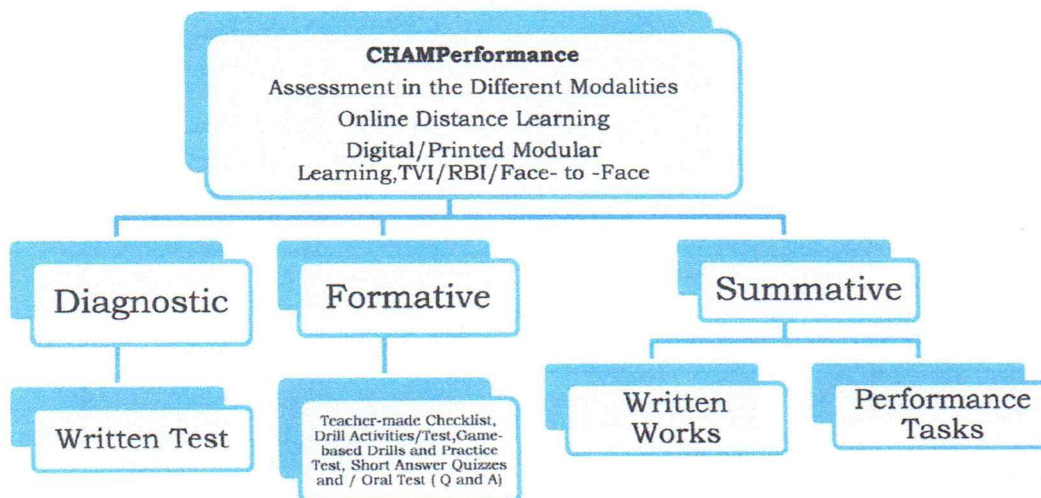 CHAMPerformance
Assessment in the Different Modalities
Online Distance Learning
Digital/Printed Modular
Learning,TVI/RBI/Face- to -Face
Diagnostic
Formative
Summative
Written Test
Teacher-made Checklist,
Drill Activities/Test,Game-
based Drills and Practice
Test, Short Answer Quizzes
and / Oral Test ( Q and A)
Written
Works
Performance
Tasks